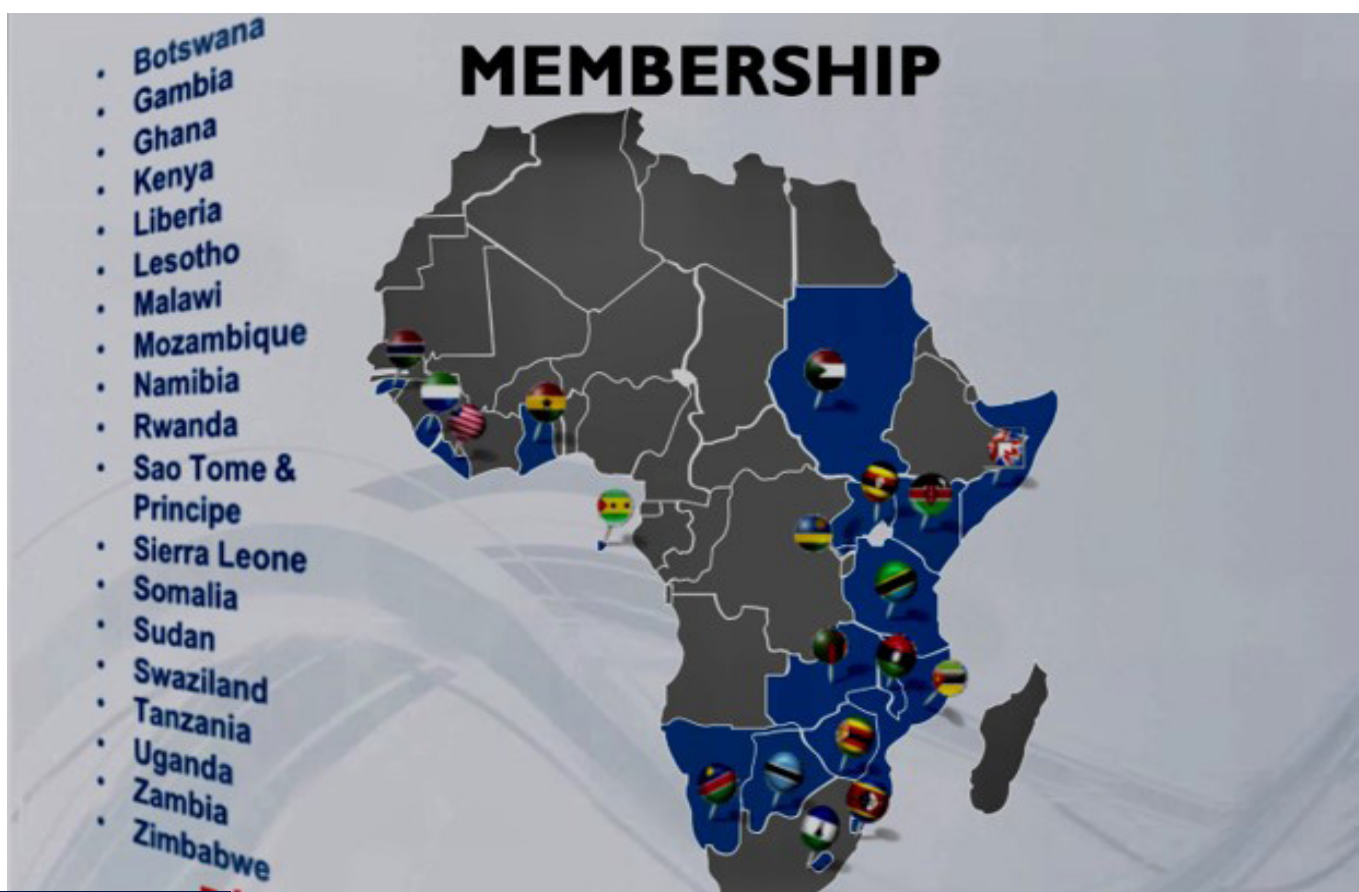 MEMBERSHIP
Botswana
Gambia
Ghana
Kenya
Liberia
Lesotho
Malawi
Mozambique
Namibia
Rwanda
Sao Tome &
Principe
Sierra Leone
Somalia
Sudan
Swaziland
Tanzania
Uganda
Zambia
Zimbabwe